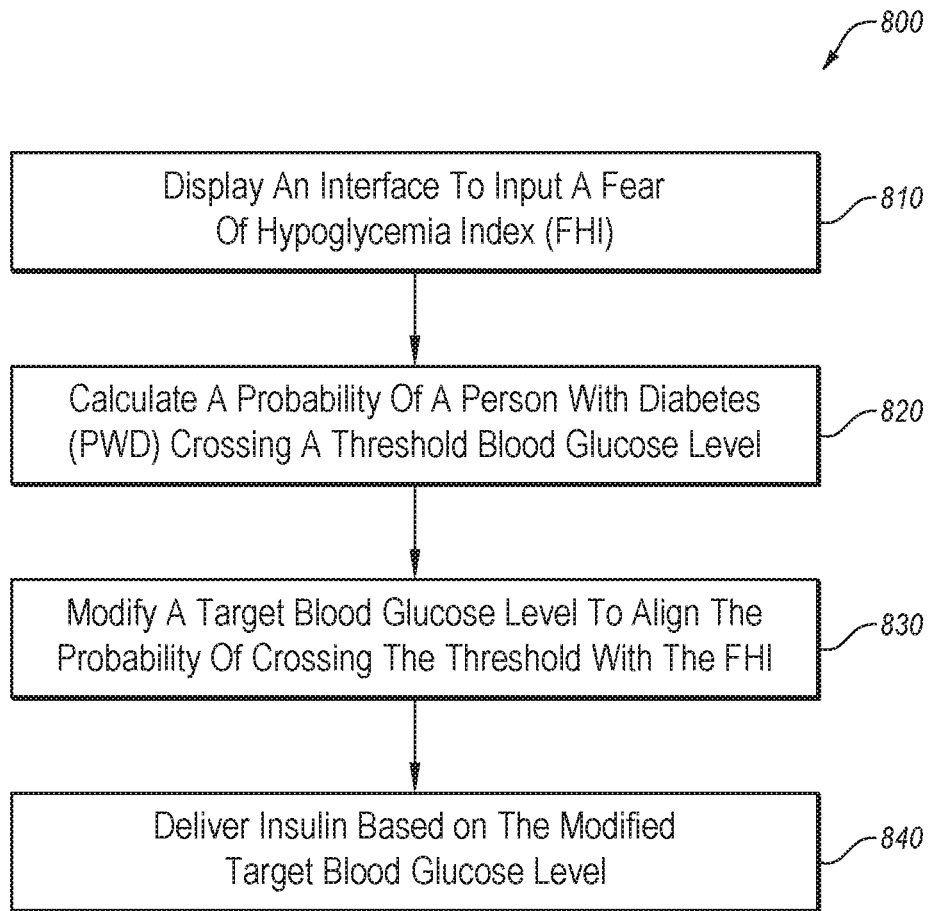 800
Display An Interface To Input A Fear
Of Hypoglycemia Index (FHI)
810
Calculate A Probability Of A Person With Diabetes
(PWD) Crossing A Threshold Blood Glucose Level
820
Modify A Target Blood Glucose Level To Align The
Probability Of Crossing The Threshold With The FHI
830
Deliver Insulin Based on The Modified
Target Blood Glucose Level
840